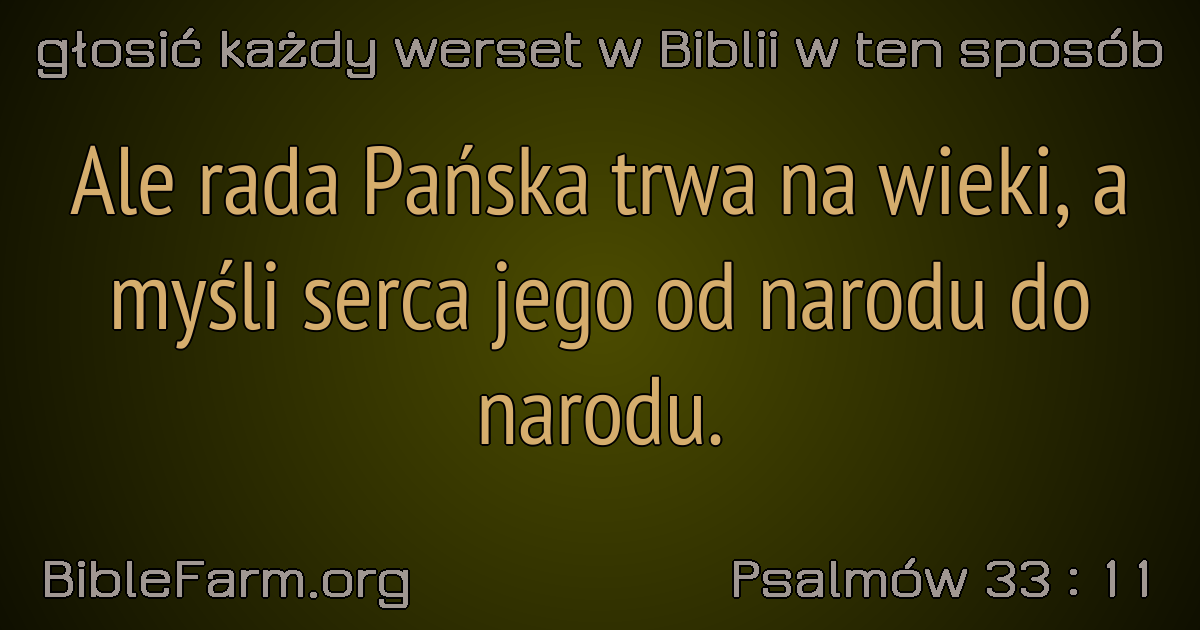 głosić każdy werset w Biblii w ten sposób
Ale rada Pańska trwa na wieki, a
myśli serca jego od narodu do
narodu.
BibleFarm.org
Psalmów 33 : 11